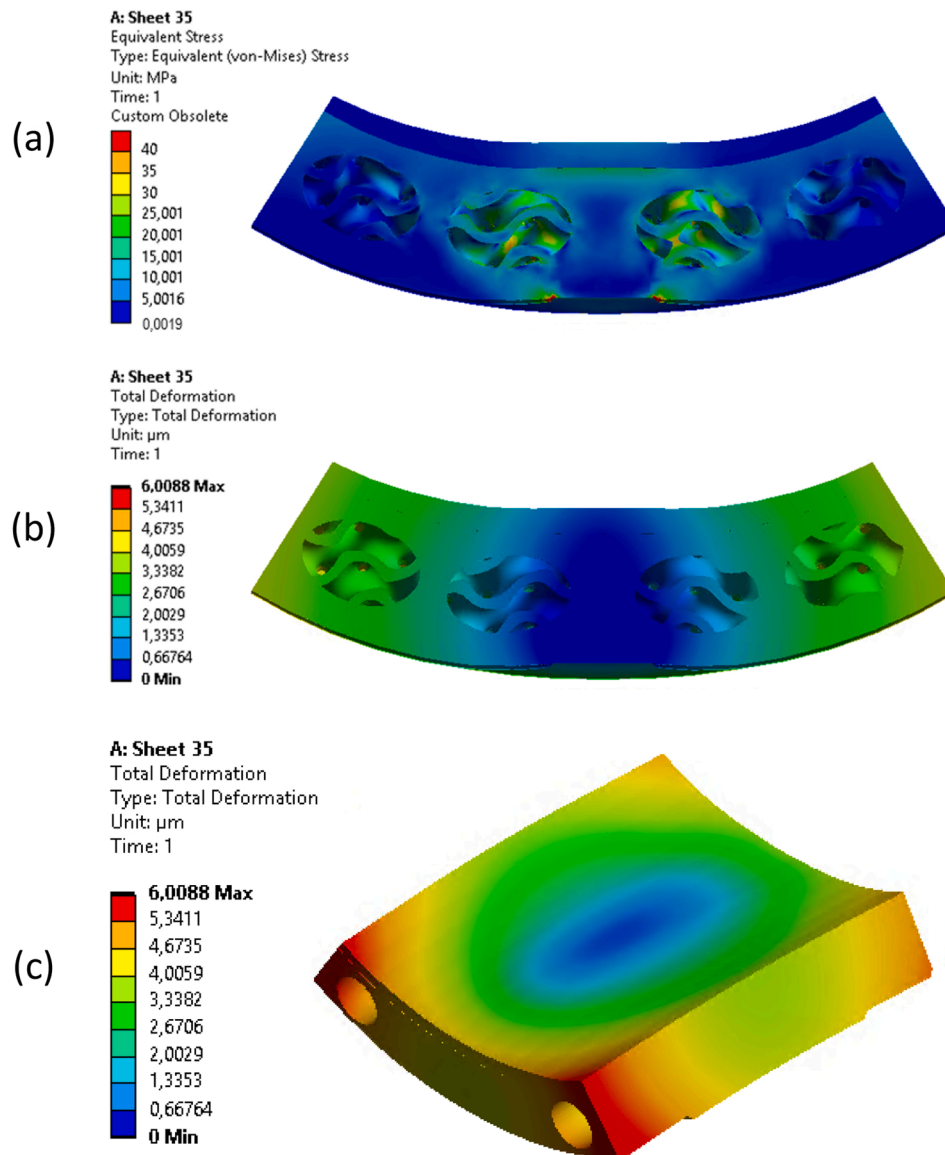 A: Sheet 35
Equivalent Stress
Type: Equivalent (von-Mises) Stress
Unit: MPa
Time: 1
Custom Obsolete
(a)
40
35
30
25,001
20,001
15,001
10,001
5,0016
0,0019
A: Sheet 35
Total Deformation
Type: Total Deformation
Unit: µm
Time: 1
(b)
6,0088 Max
5,3411
4,6735
4,0059
3,3382
2,6706
2,0029
1,3353
0,66764
0 Min
A: Sheet 35
Total Deformation
Type: Total Deformation
Unit: µm
Time: 1
(c)
6,0088 Max
5,3411
4,6735
4,0059
3,3382
2,6706
2,0029
1,3353
0,66764
0 Min